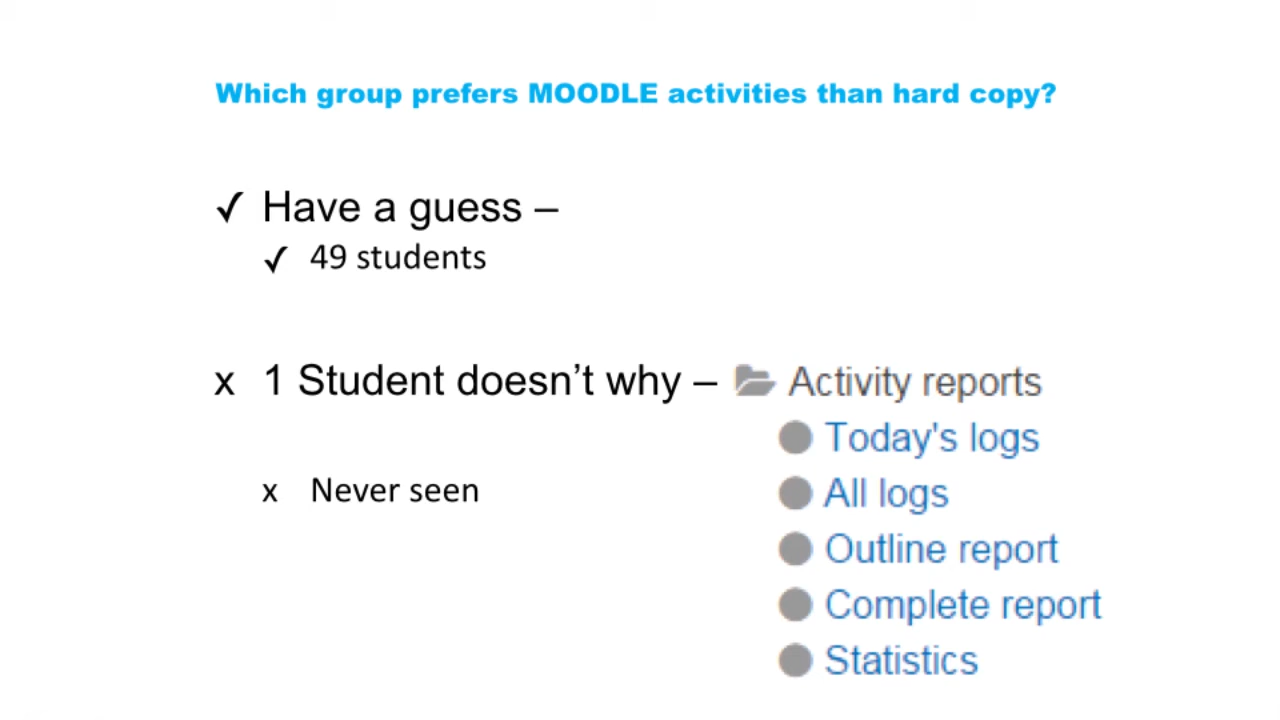 Which group prefers MOODLE activities than hard copy?
✓ Have a guess –
✓ 49 students
x 1 Student doesn’t why –
Activity reports
Today's logs
All logs
x Never seen
Outline report
Complete report
Statistics